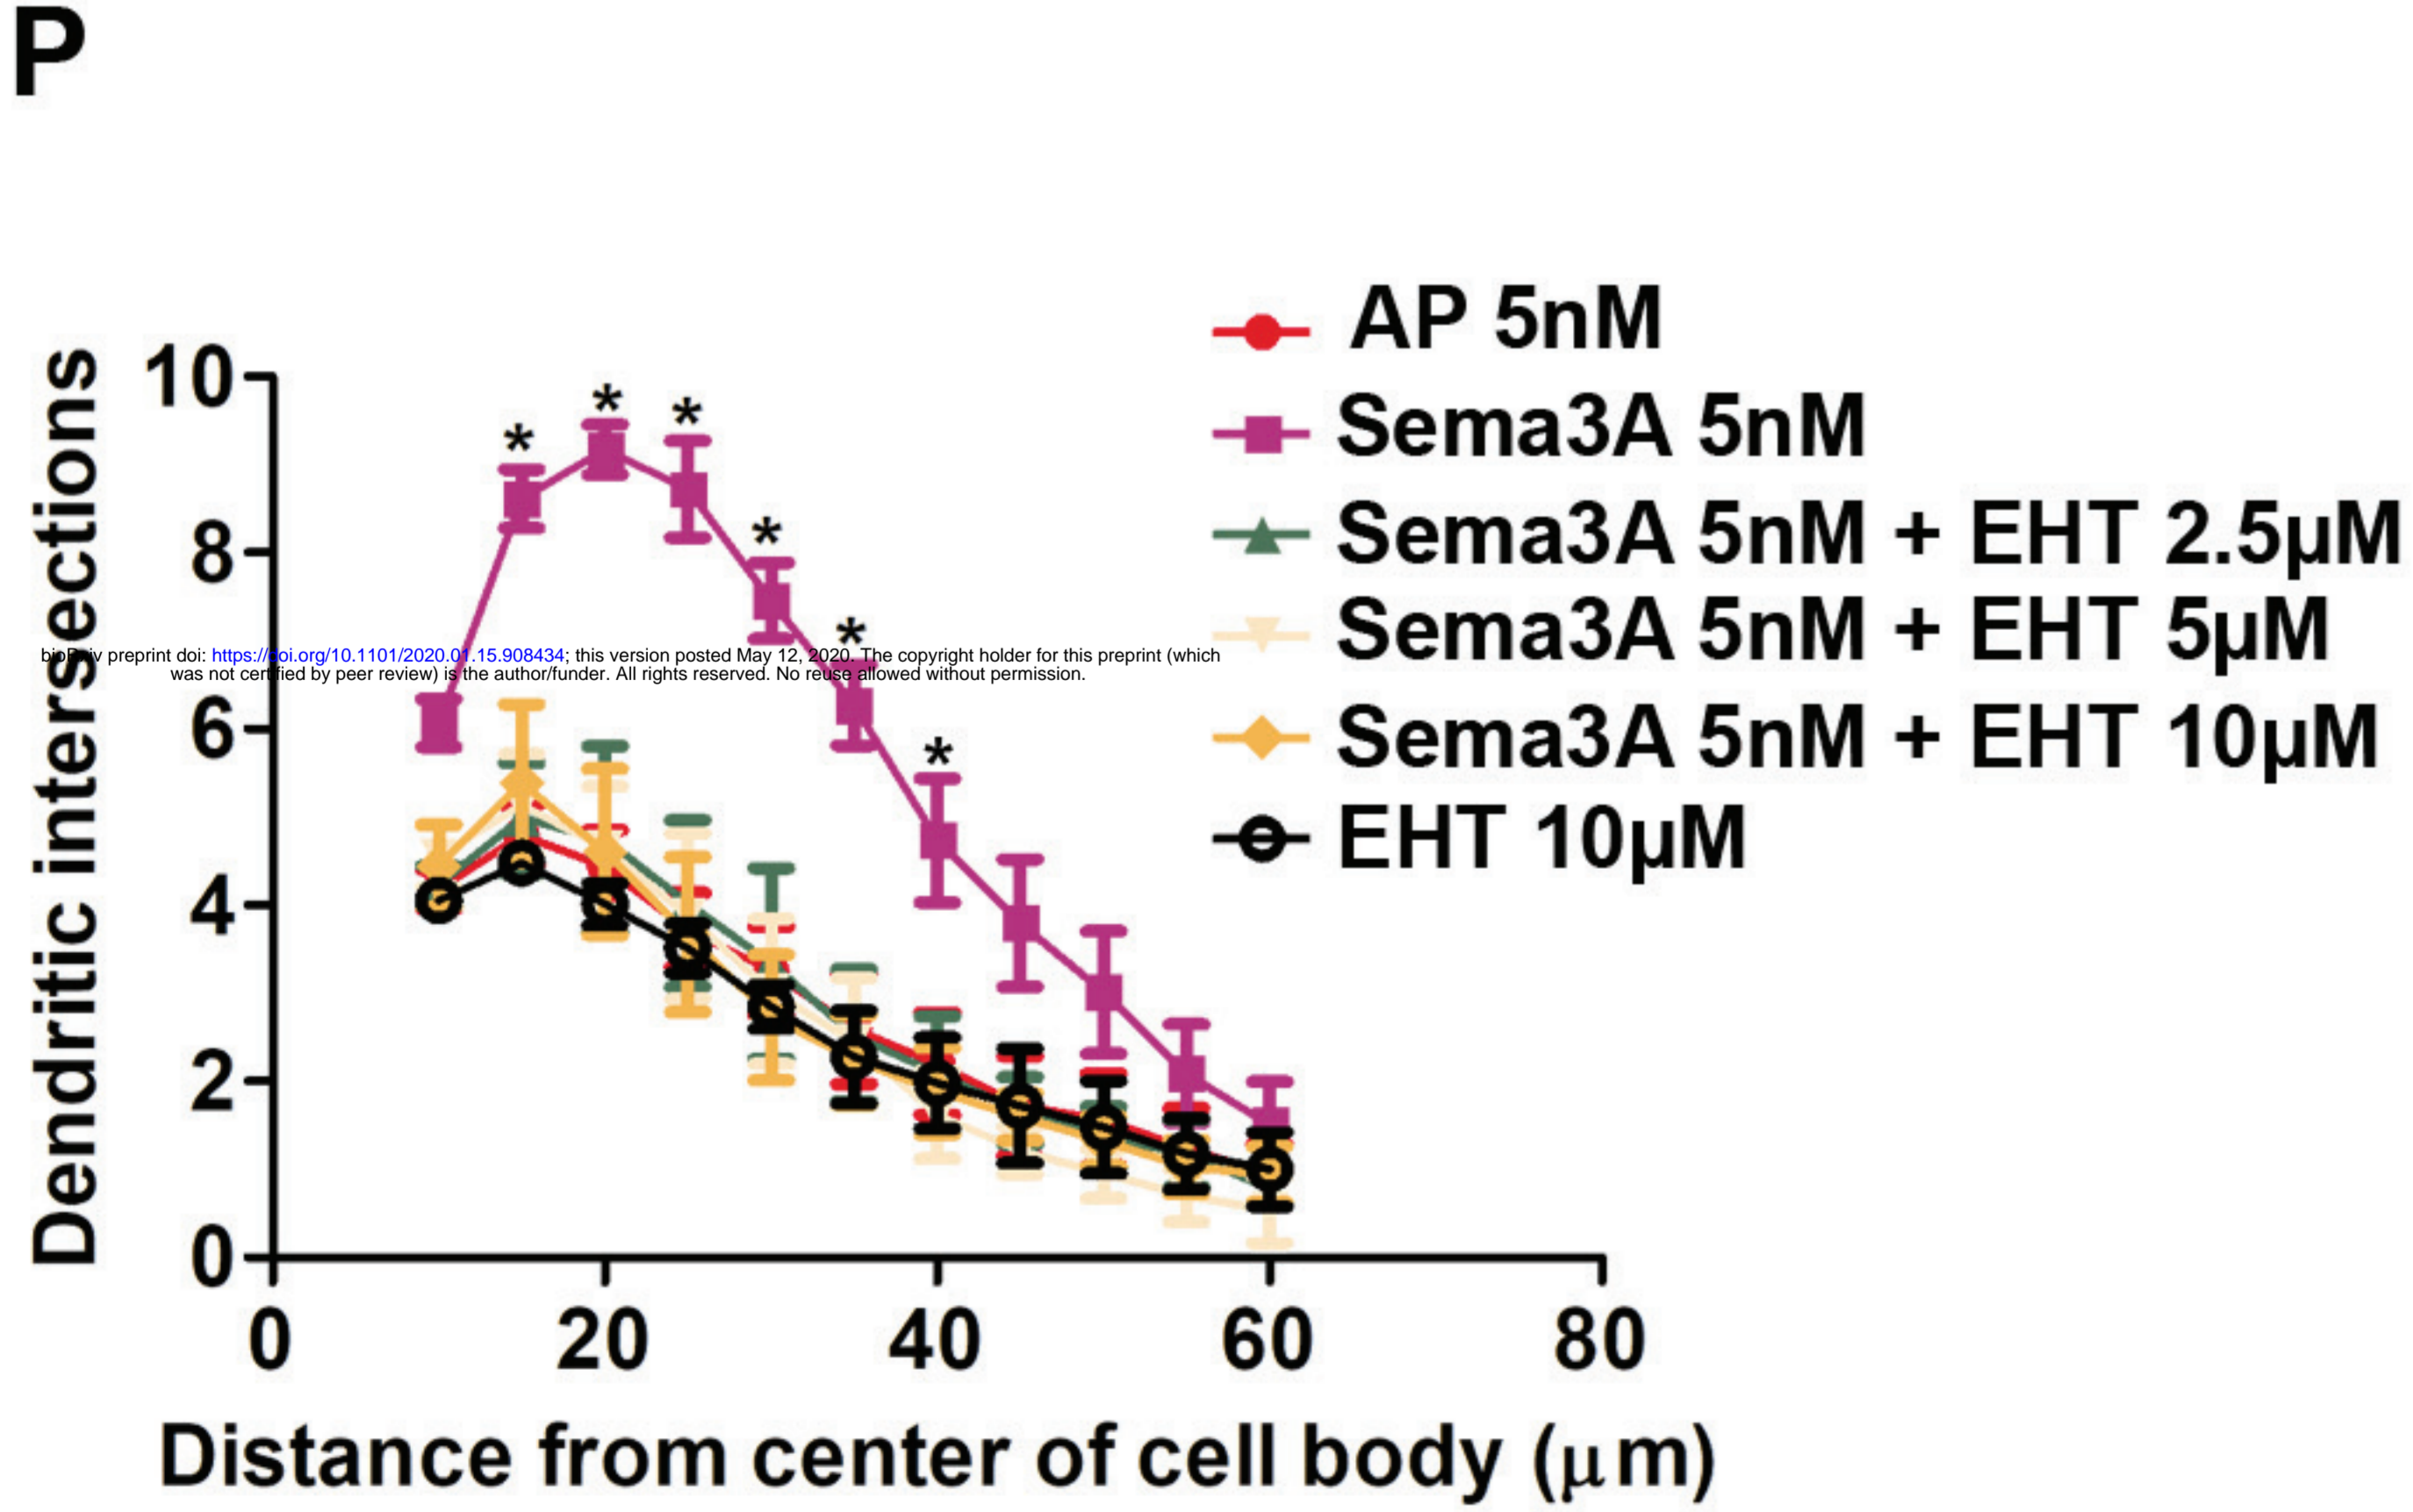 P
AP 5nM
Sema3A 5nM
Sema3A 5nM + EHT 2.5µM
Sema3A 5nM + EHT 5µM
Sema3A 5nM + EHT 10µM
EHT 10µM
Dendritic intersections
10
8
6
4
2
0
* * * * * * 
bioRxiv preprint doi: https://doi.org/10.1101/2020.01.15.908434; this version posted May 12, 2020. The copyright holder for this preprint (which
was not certified by peer review) is the author/funder. All rights reserved. No reuse allowed without permission.
0 20 40 60 80
Distance from center of cell body (µm)